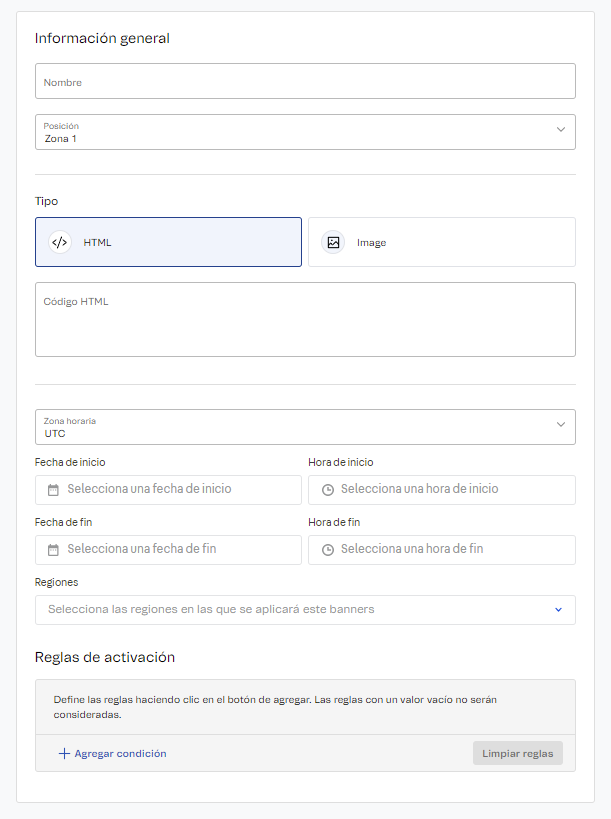 Información general
Nombre
Posición
Zona 1
Tipo
HTML
Image
Código HTML
Zona horaria
UTC
Fecha de inicio
Hora de inicio
Selecciona una fecha de inicio
Selecciona una hora de inicio
Fecha de fin
Hora de fin
Selecciona una fecha de fin
Selecciona una hora de fin
Regiones
Selecciona las regiones en las que se aplicará este banners
Reglas de activación
Define las reglas haciendo clic en el botón de agregar. Las reglas con un valor vacío no serán
consideradas.
Agregar condición
Limpiar reglas